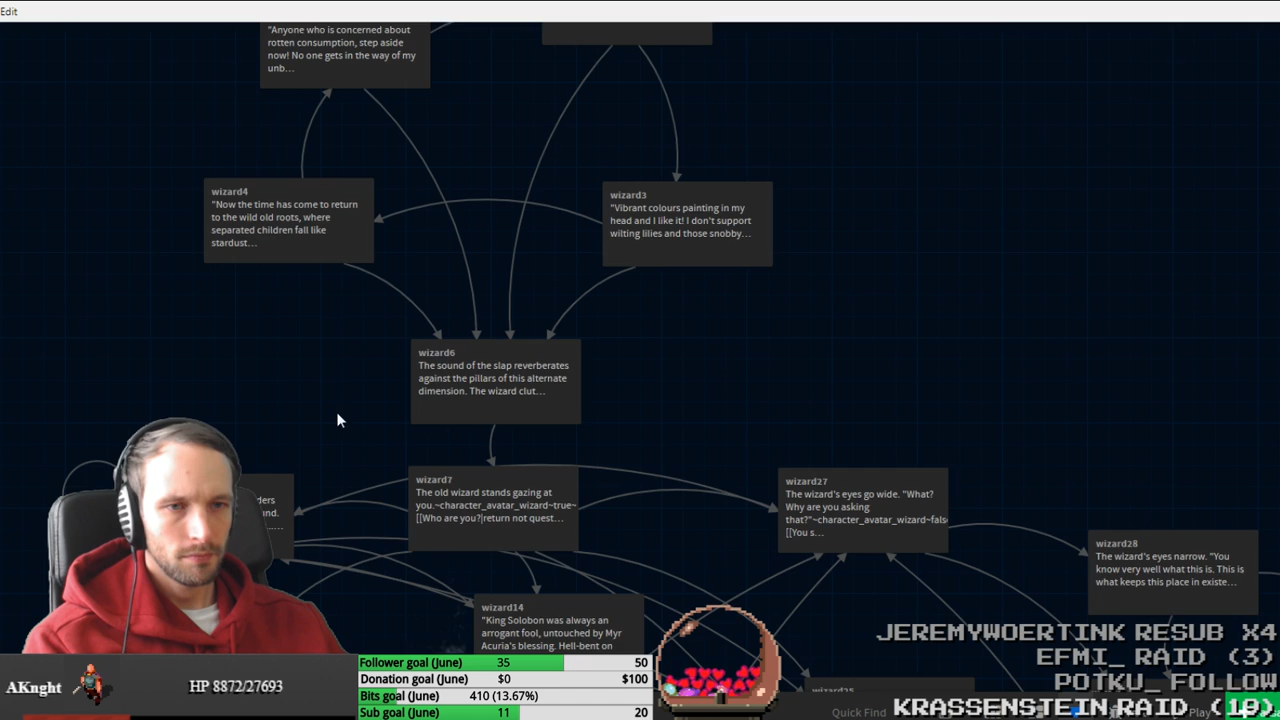 Edit
"Anyone who is concerned about
rotten consumption, step aside
now! No one gets in the way of my
unb…
wizard4
"Now the time has come to return
to the wild old roots, where
separated children fall like
stardust…
wizard3
"Vibrant colours painting in my
head and I like it! I don't support
wilting lilies and those snobby…
wizard6
The sound of the slap reverberates
against the pillars of this alternate
dimension. The wizard clut…
wizard7
The old wizard stands gazing at
you.~character_avatar_wizard~true~
[[Who are you?|return not quest…
wizard27
The wizard's eyes go wide. "What?
Why are you asking
that?"~character_avatar_wizard~fals
[[You s…
wizard28
The wizard's eyes narrow. "You
know very well what this is. This is
what keeps this place in existe…
wizard14
"King Solobon was always an
arrogant fool, untouched by Myr
Acuria's blessing. Hell-bent on
JEREMYWOERTINK RESUB X4
EFMI_ RAID (3)
POTKU_ FOLLOW
KRASSENSTEIN RAID (10)
Quick Find
Play
AKnght
HP 8872/27693
Follower goal (June) 35 50
Donation goal (June) $0 $100
Bits goal (June) 410 (13.67%)
Sub goal (June) 11 20